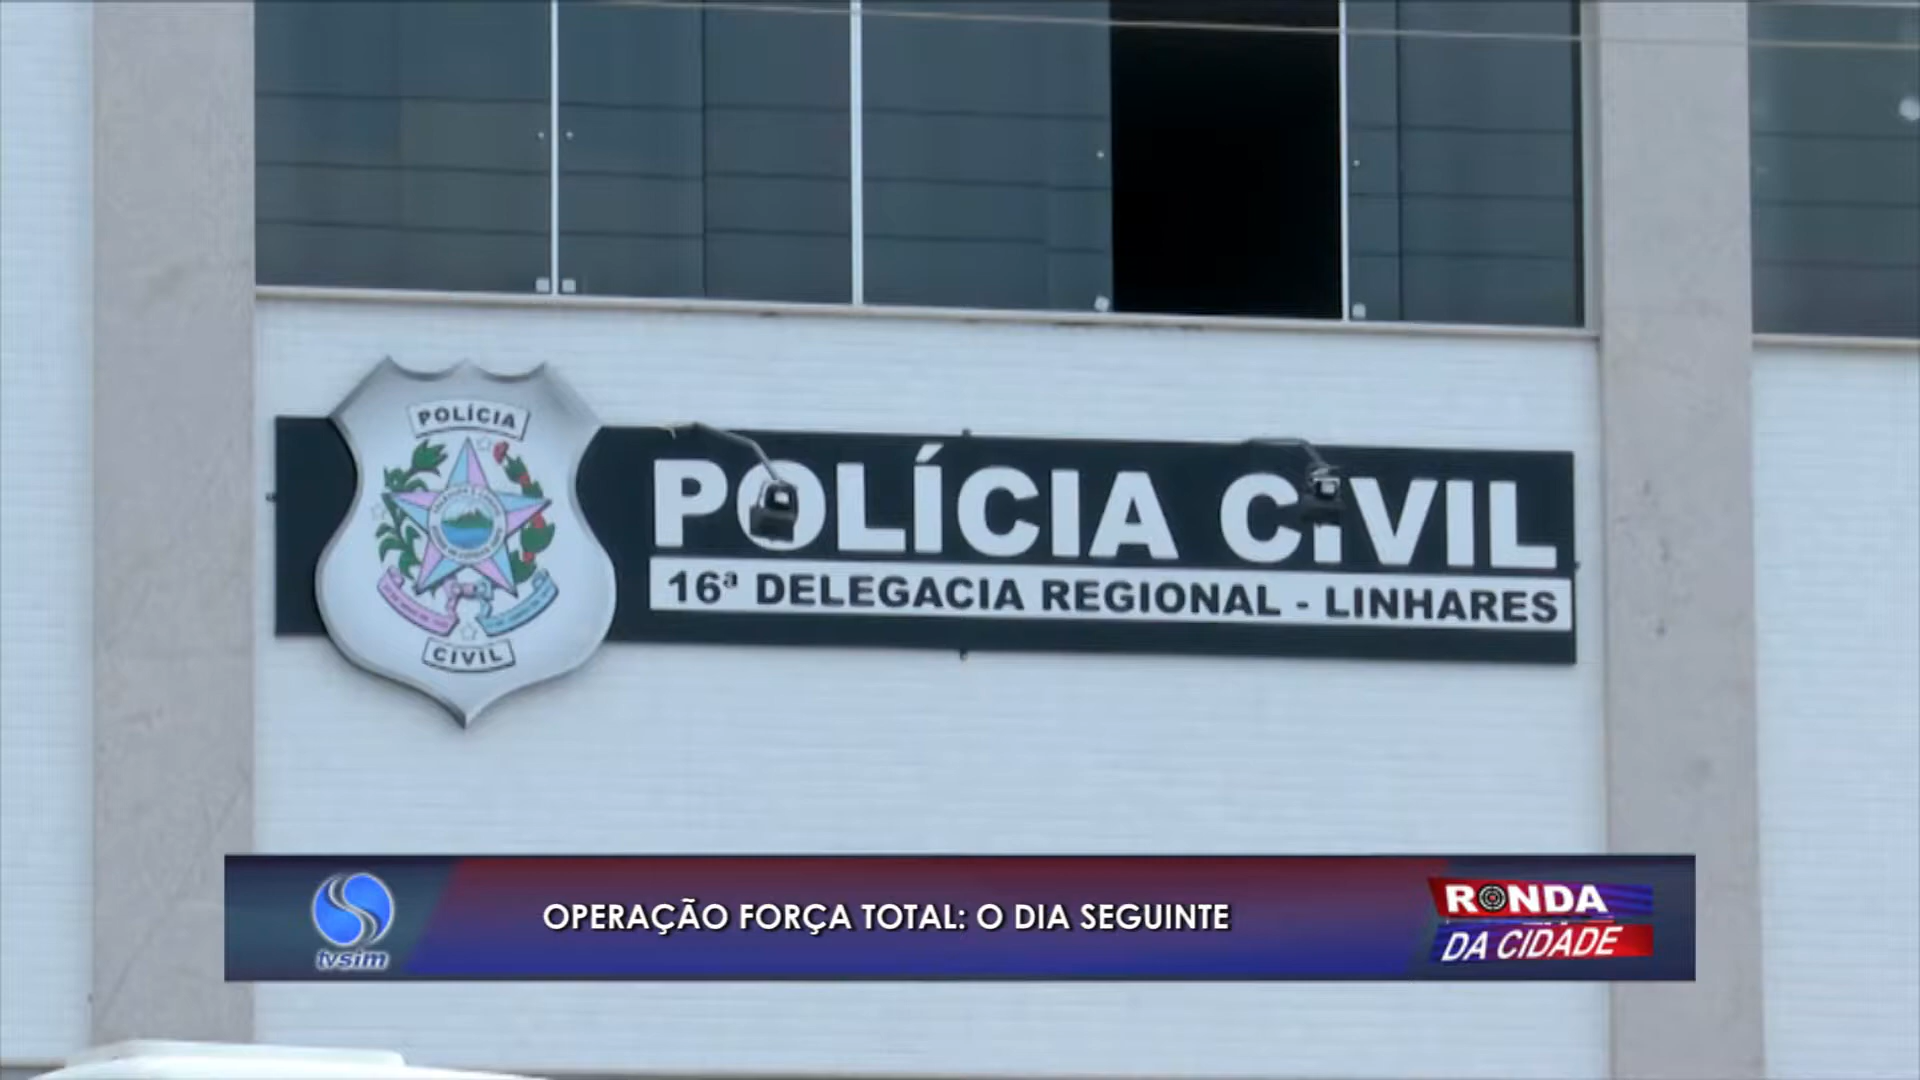 POLÍCIA
CIVIL
POLÍCIA CIVIL
16ª DELEGACIA REGIONAL - LINHARES
tvsim
OPERAÇÃO FORÇA TOTAL: O DIA SEGUINTE
RONDA
DA CIDADE